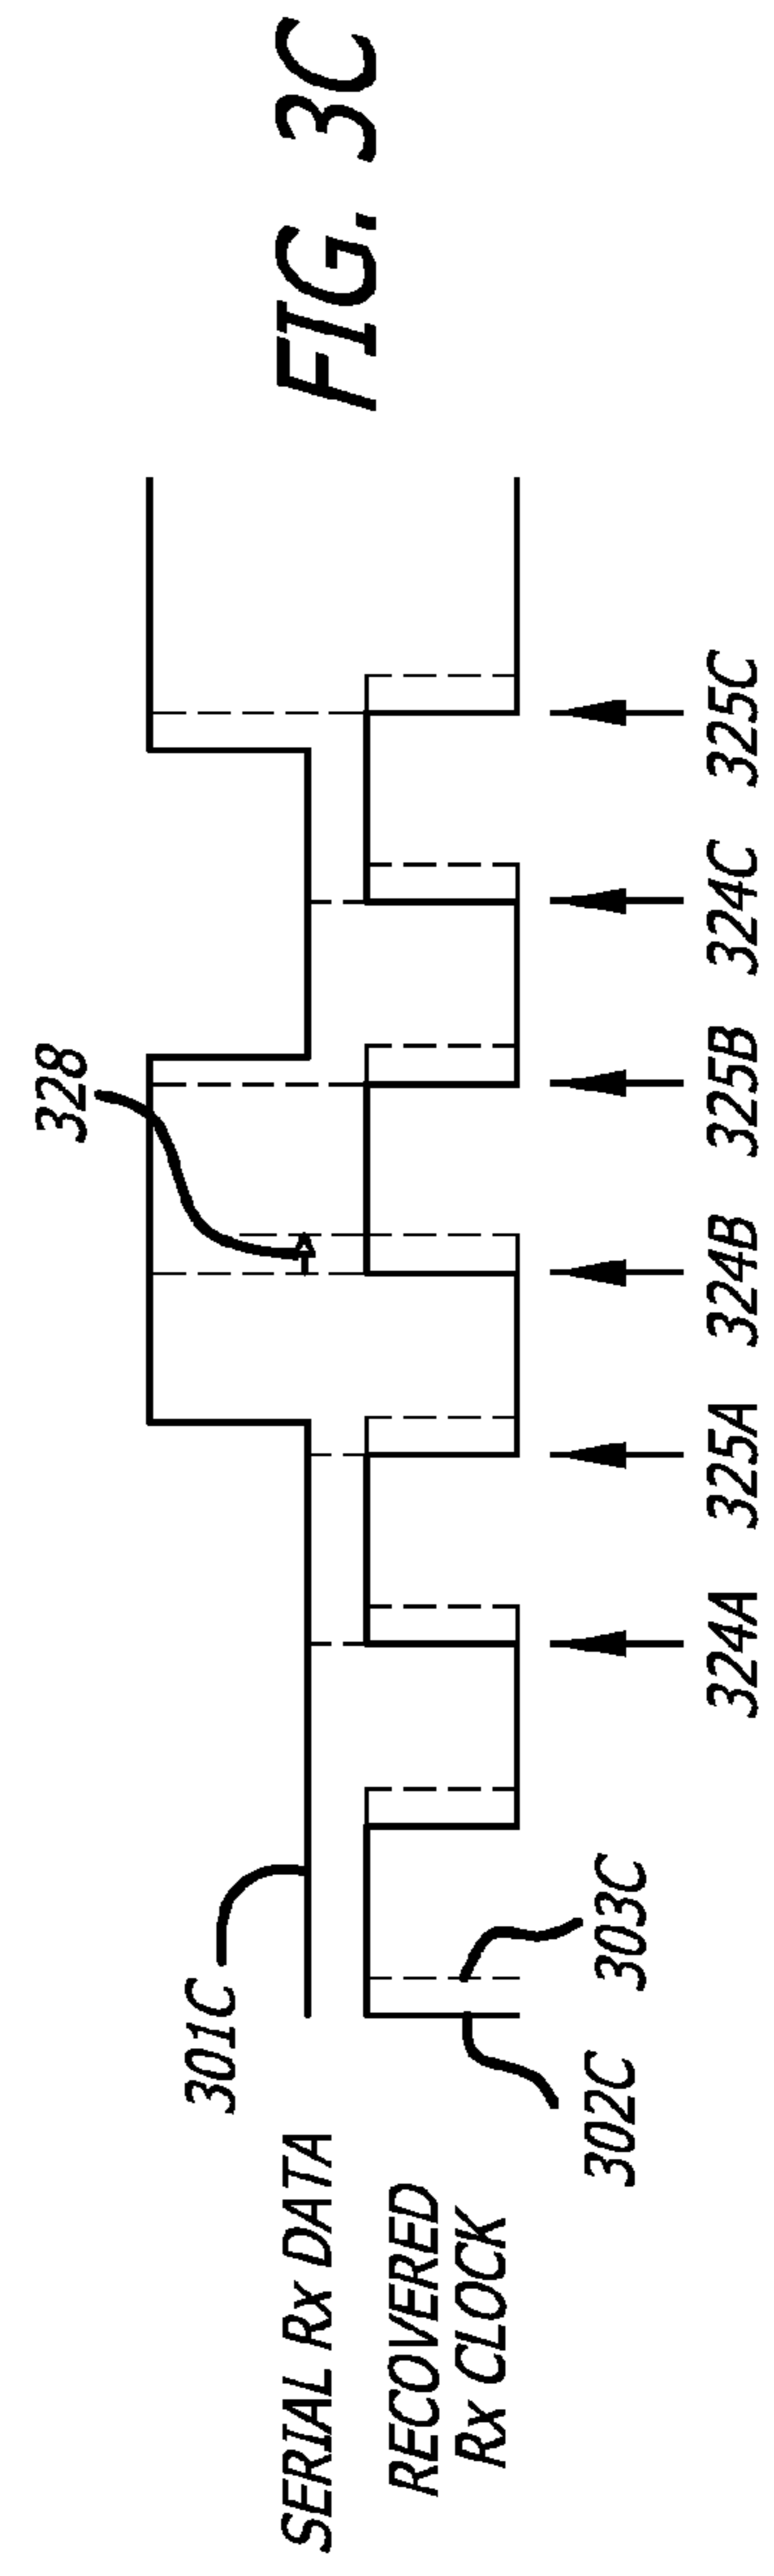 328
301C
SERIAL Rx DATA
RECOVERED
Rx CLOCK
302C
303C
324A
325A
324B
325B
324C
325C
FIG. 3C